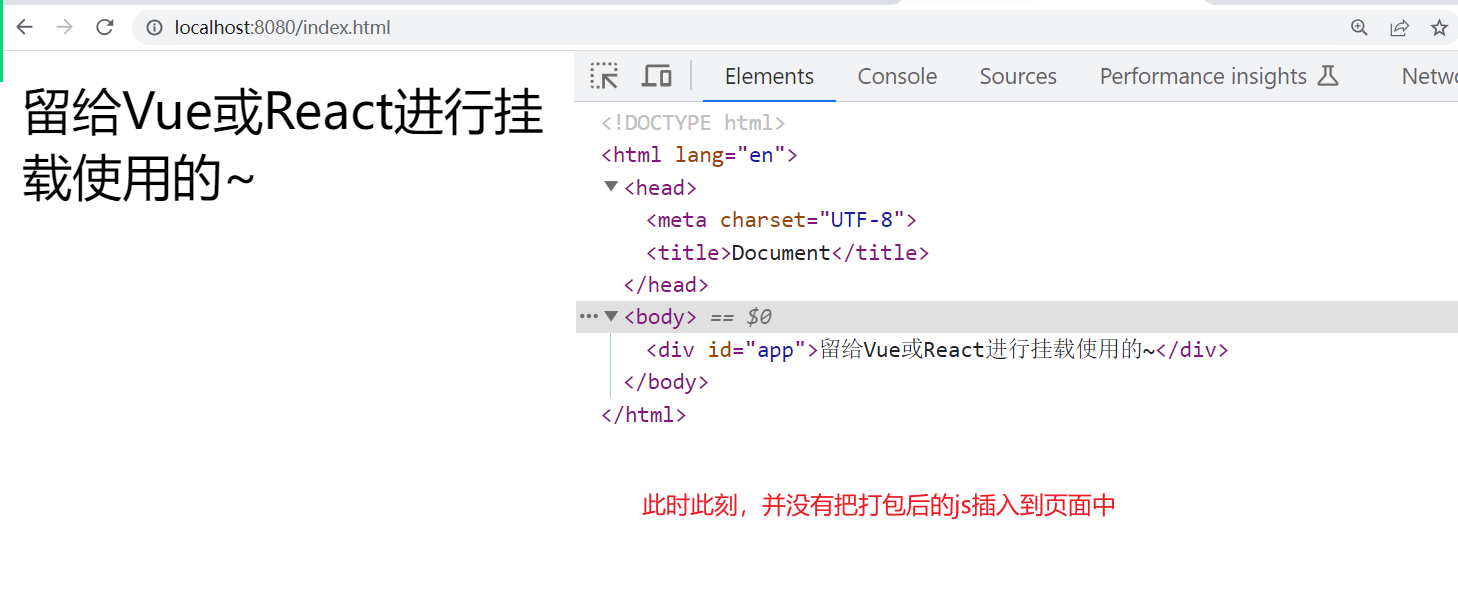 localhost:8080/index.html
留给Vue或React进行挂
载使用的~
Elements Console Sources Performance insights Netwo
<!DOCTYPE html>
<html lang="en">
<head>
<meta charset="UTF-8">
<title>Document</title>
</head>
<body> == $0
<div id="app">留给Vue或React进行挂载使用的~</div>
</body>
</html>
此时此刻，并没有把打包后的js插入到页面中